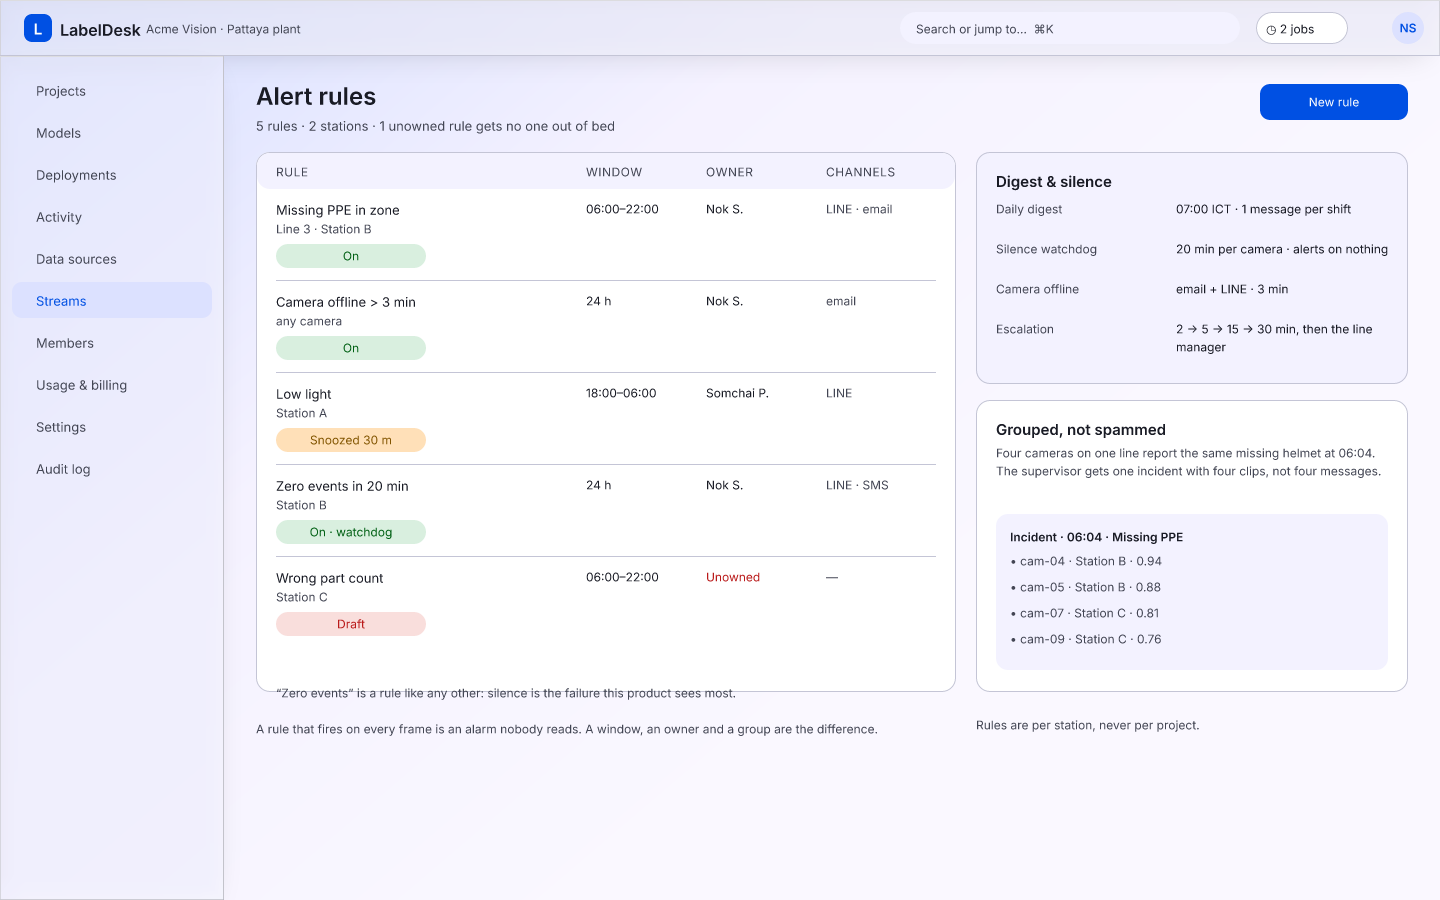 L LabelDesk Acme Vision · Pattaya plant
Search or jump to... ⌘K
◷ 2 jobs
NS
Projects
Models
Deployments
Activity
Data sources
Streams
Members
Usage & billing
Settings
Audit log
Alert rules
5 rules · 2 stations · 1 unowned rule gets no one out of bed
New rule
RULE WINDOW OWNER CHANNELS
Missing PPE in zone 06:00–22:00 Nok S. LINE · email
Line 3 · Station B
On
Camera offline > 3 min 24 h Nok S. email
any camera
On
Low light 18:00–06:00 Somchai P. LINE
Station A
Snoozed 30 m
Zero events in 20 min 24 h Nok S. LINE · SMS
Station B
On · watchdog
Wrong part count 06:00–22:00 Unowned —
Station C
Draft
“Zero events” is a rule like any other: silence is the failure this product sees most.
A rule that fires on every frame is an alarm nobody reads. A window, an owner and a group are the difference.
Digest & silence
Daily digest 07:00 ICT · 1 message per shift
Silence watchdog 20 min per camera · alerts on nothing
Camera offline email + LINE · 3 min
Escalation 2 → 5 → 15 → 30 min, then the line
manager
Grouped, not spammed
Four cameras on one line report the same missing helmet at 06:04.
The supervisor gets one incident with four clips, not four messages.
Incident · 06:04 · Missing PPE
• cam-04 · Station B · 0.94
• cam-05 · Station B · 0.88
• cam-07 · Station C · 0.81
• cam-09 · Station C · 0.76
Rules are per station, never per project.